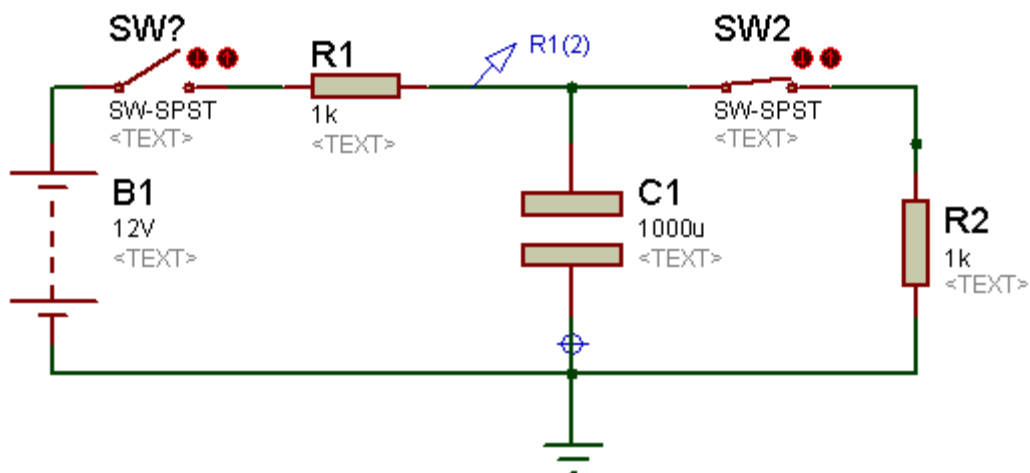 SW?
SW-SPST
<TEXT>
R1
1k
<TEXT>
R1(2)
SW2
SW-SPST
<TEXT>
B1
12V
<TEXT>
C1
1000u
<TEXT>
R2
1k
<TEXT>